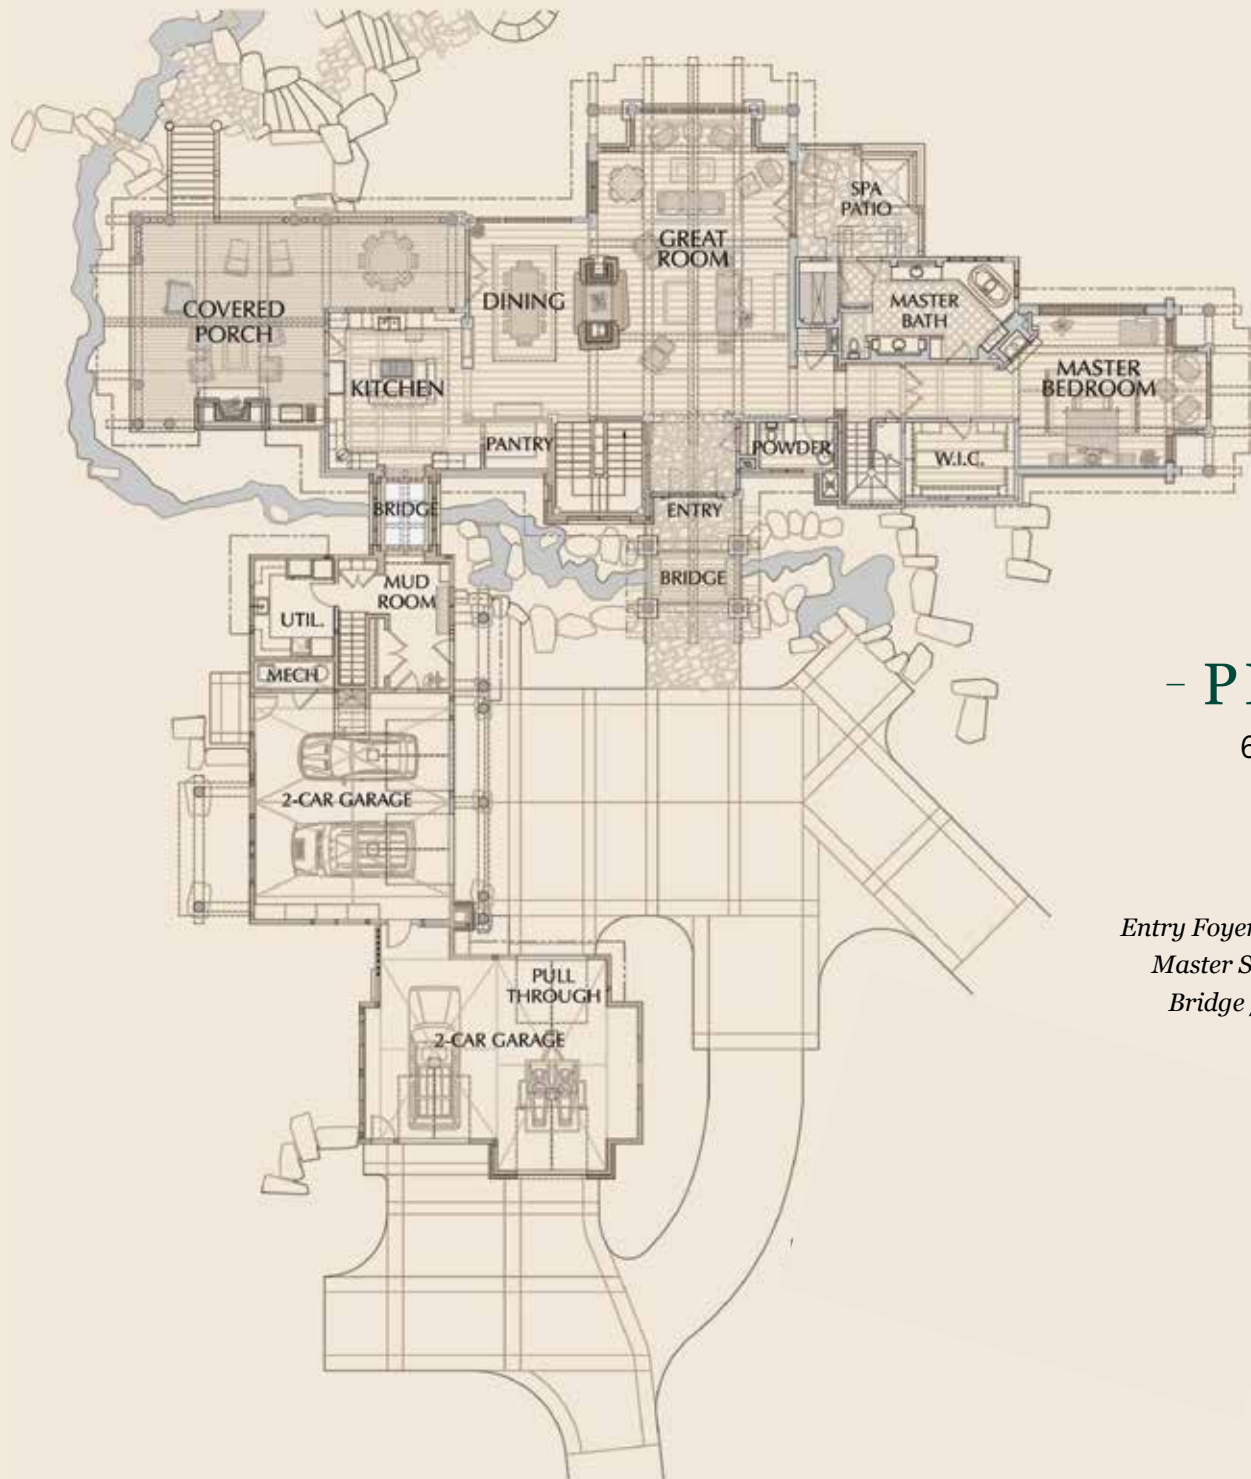 SPA
PATIO
GREAT
ROOM
COVERED
PORCH
DINING
MASTER
BATH
KITCHEN
MASTER
BEDROOM
PANTRY
POWDER
W.I.C.
BRIDGE
ENTRY
BRIDGE
MUD
ROOM
UTIL.
MECH
2-CAR GARAGE
PULL
THROUGH
2-CAR GARAGE
6
Entry Foyer
Master S
Bridge